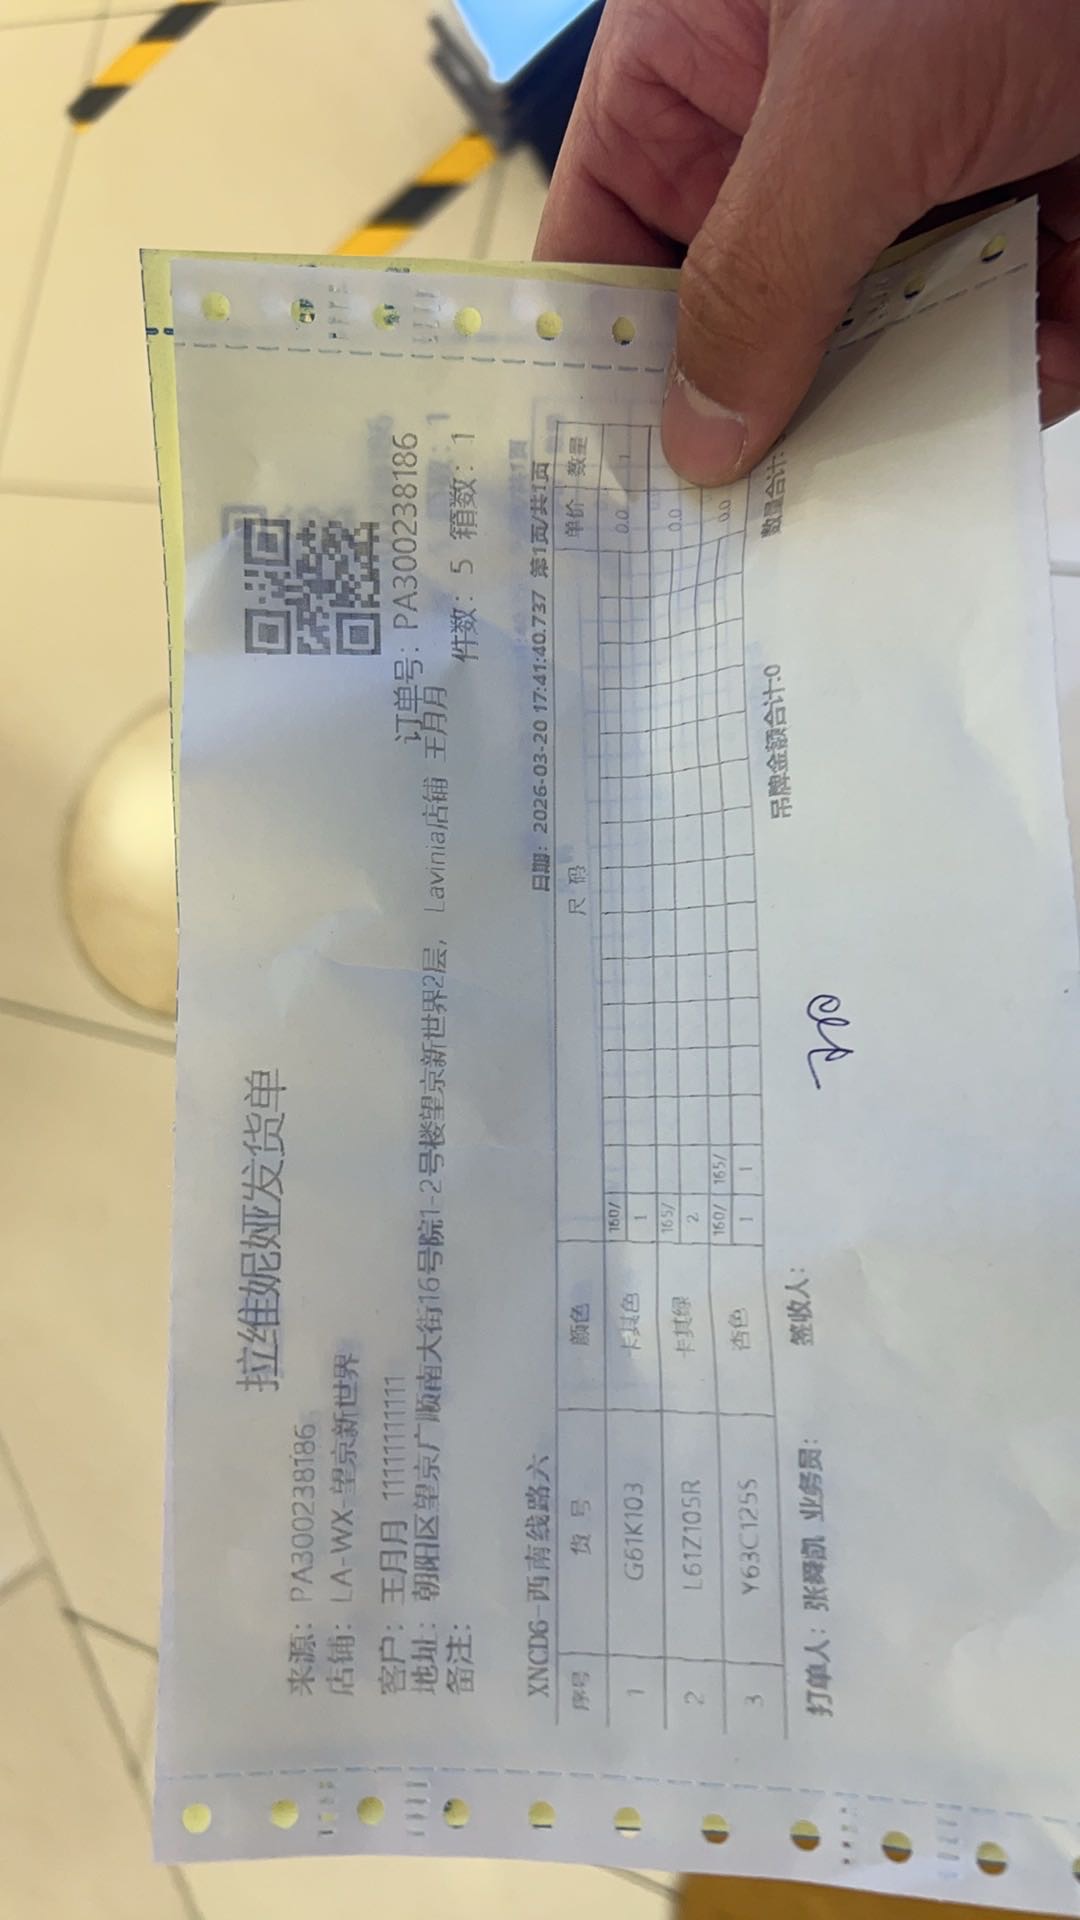 拉维妮娅发货单
来源：PA300238186
店铺：LA-WX-望京新世界
订单号：PA300238186
客户：王月月 11111111111
地址：朝阳区望京广顺南大街16号院1-2号楼望京新世界2层，Lavinia店铺 王月月
备注：
件数：5 箱数：1
XNCD6-西南线路六
日期：2026-03-20 17:41:40.737 第1页/共1页
序号 货号 颜色 尺码 单价 数量
1 G61K103 卡其色 160/ 0.0 1
1
2 L61Z105R 卡其绿 165/ 0.0
2
3 Y63C125S 杏色 160/ 165/ 0.0
1 1
吊牌金额合计:0 数量合计:
打单人：张舜凯 业务员： 签收人：